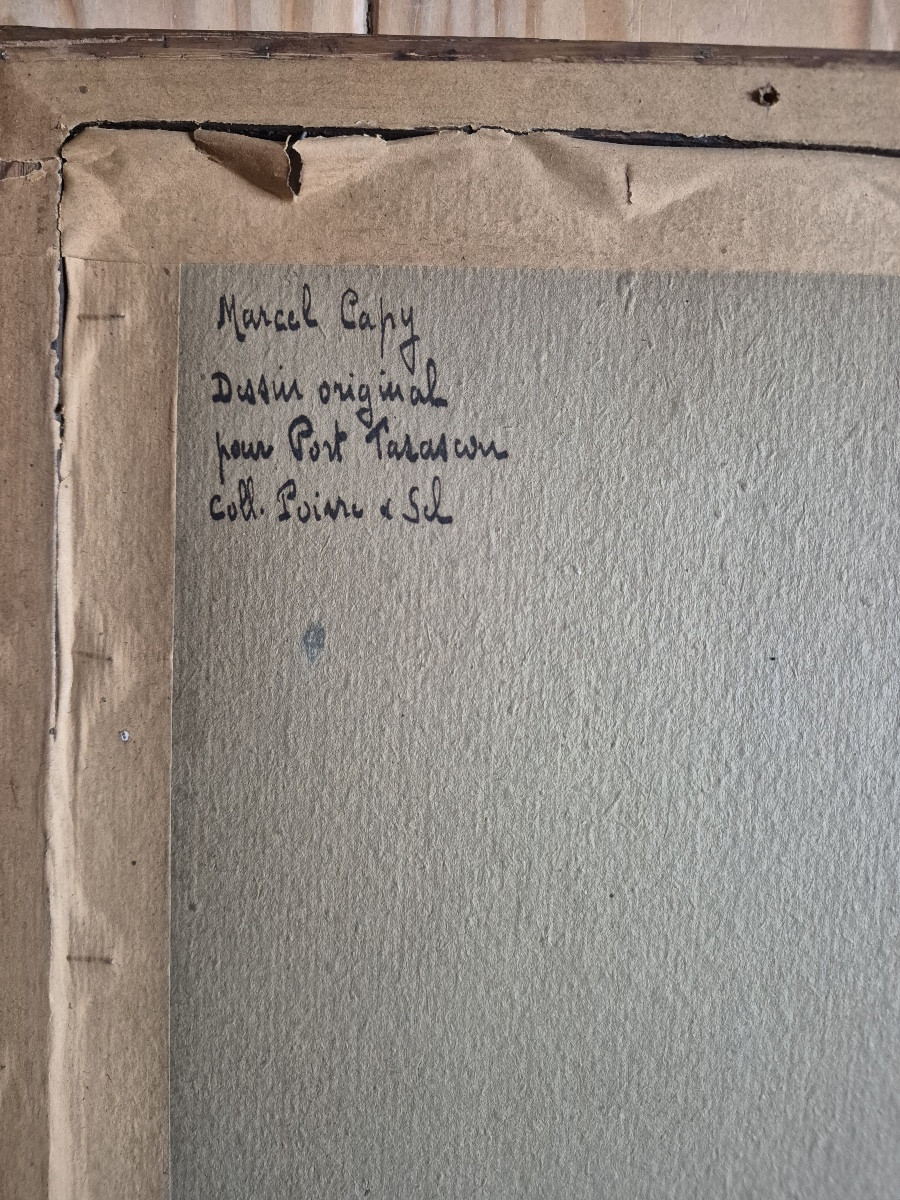 Marcel Capy
Dessin original
pour Port Tarascon
Coll. Poivre & Sel